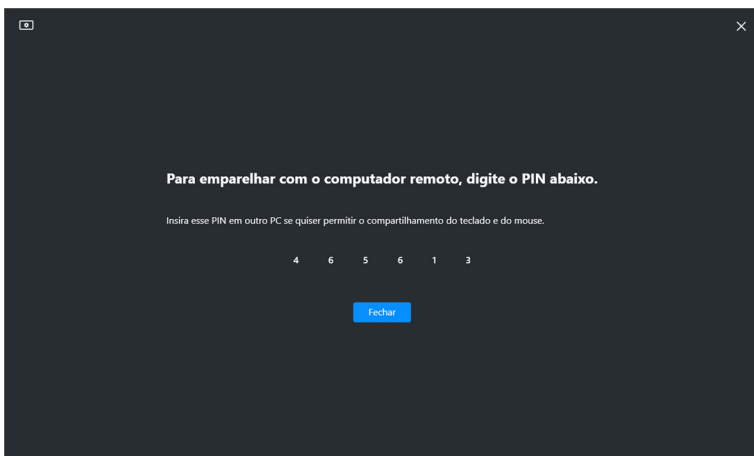 Para emparelhar com o computador remoto, digite o PIN abaixo.
Insira esse PIN em outro PC se quiser permitir o compartilhamento do teclado e do mouse.
4 6 5 6 1 3
Fechar